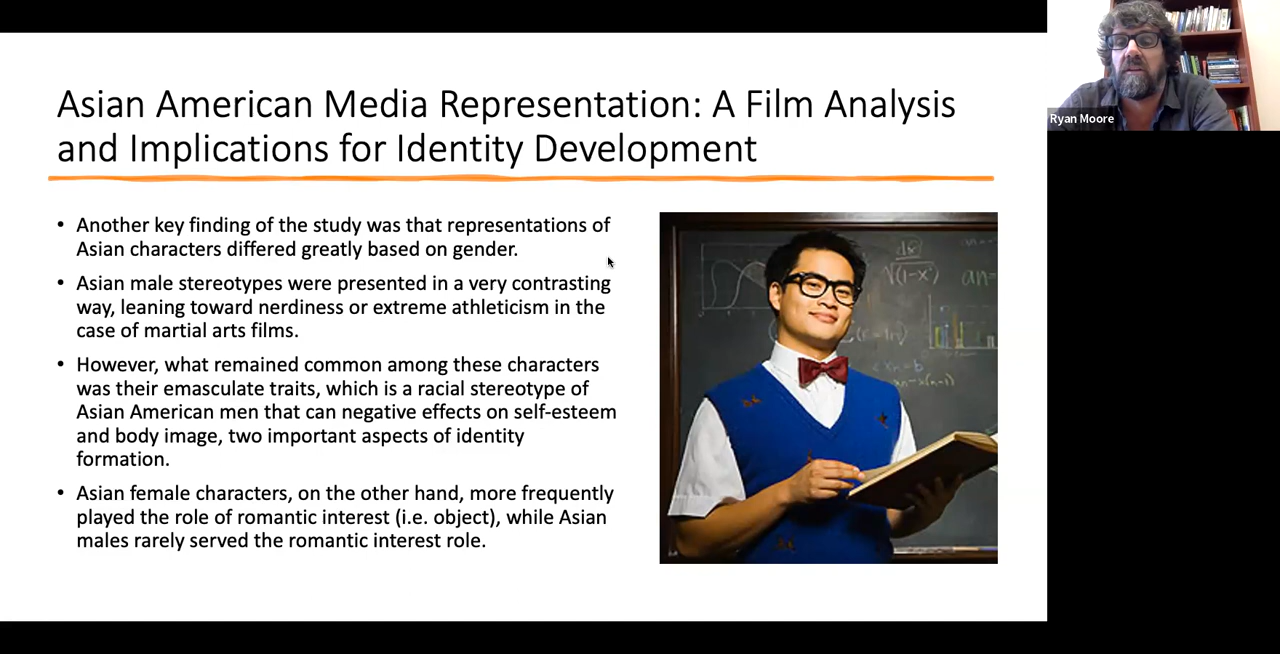 Asian American Media Representation: A Film Analysis
and Implications for Identity Development
• Another key finding of the study was that representations of
Asian characters differed greatly based on gender.
• Asian male stereotypes were presented in a very contrasting
way, leaning toward nerdiness or extreme athleticism in the
case of martial arts films.
• However, what remained common among these characters
was their emasculate traits, which is a racial stereotype of
Asian American men that can negative effects on self-esteem
and body image, two important aspects of identity
formation.
• Asian female characters, on the other hand, more frequently
played the role of romantic interest (i.e. object), while Asian
males rarely served the romantic interest role.
Ryan Moore